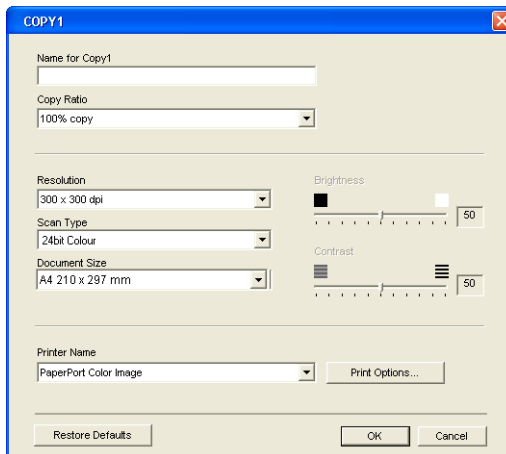 COPY1
Name for Copy1
Copy Ratio
100% copy
Resolution
300 x 300 dpi
Scan Type
24bit Colour
Document Size
A4 210 x 297 mm
Brightness
50
Contrast
50
Printer Name
PaperPort Color Image
Print Options...
Restore Defaults
OK
Cancel